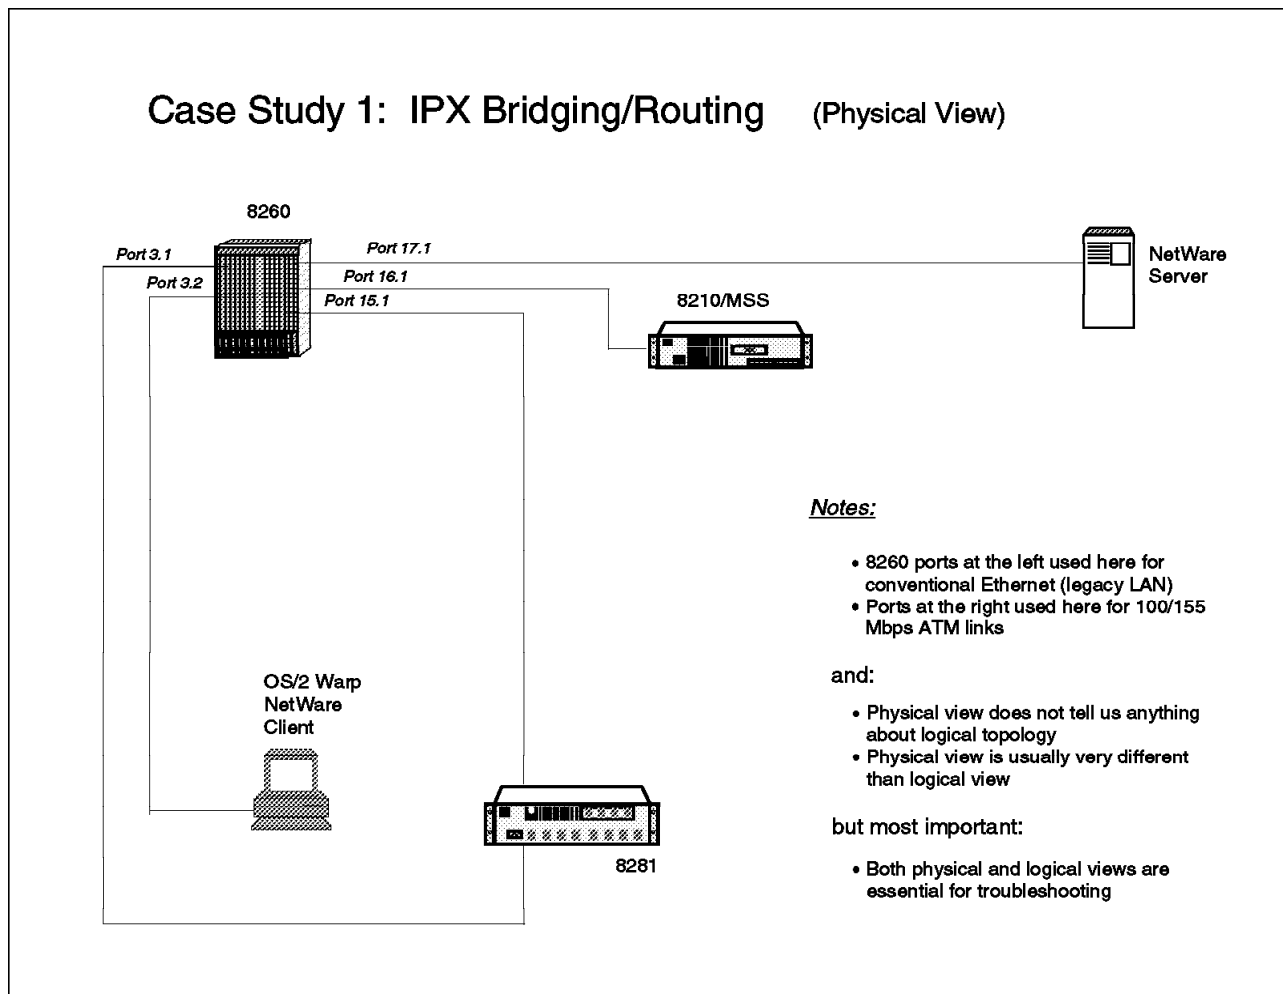 Case Study 1: IPX Bridging/Routing (Physical View)
8260
Port 3.1
Port 17.1
Port 3.2
Port 16.1
Port 15.1
NetWare
Server
8210/MSS
Notes:
• 8260 ports at the left used here for
conventional Ethernet (legacy LAN)
• Ports at the right used here for 100/155
Mbps ATM links
and:
• Physical view does not tell us anything
about logical topology
• Physical view is usually very different
than logical view
but most important:
• Both physical and logical views are
essential for troubleshooting
OS/2 Warp
NetWare
Client
8281